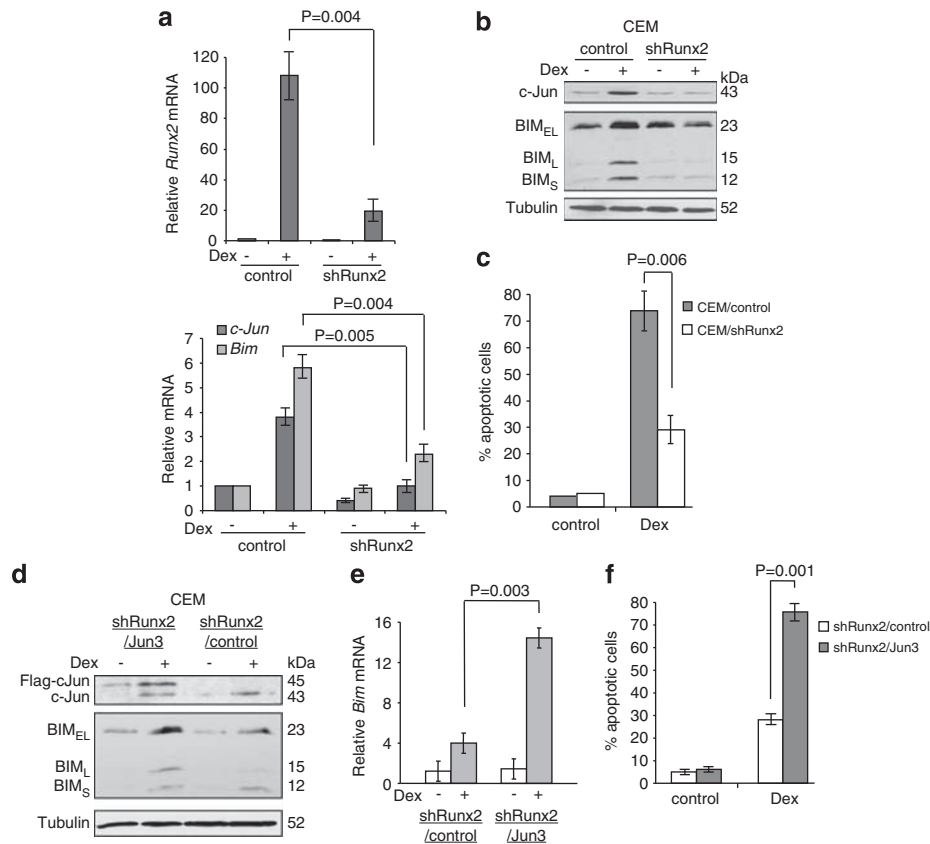 a
P=0.004
Relative Runx2 mRNA
120
100
80
60
40
20
0
Dex - + - +
control shRunx2
P=0.004
P=0.005
c-Jun
Bim
Relative mRNA
7
6
5
4
3
2
1
0
Dex - + - +
control shRunx2
b
CEM
control shRunx2
Dex - + - + kDa
c-Jun 43
BIMEL 23
BIML 15
BIMS 12
Tubulin 52
c
P=0.006
CEM/control
CEM/shRunx2
% apoptotic cells
80
70
60
50
40
30
20
10
0
control Dex
d
CEM
shRunx2 shRunx2
/Jun3 /control
Dex - + - + kDa
Flag-cJun 45
c-Jun 43
BIMEL 23
BIML 15
BIMS 12
Tubulin 52
e
P=0.003
Relative Bim mRNA
16
12
8
4
0
Dex - + - +
shRunx2 shRunx2
/control /Jun3
f
P=0.001
shRunx2/control
shRunx2/Jun3
% apoptotic cells
80
70
60
50
40
30
20
10
0
control Dex